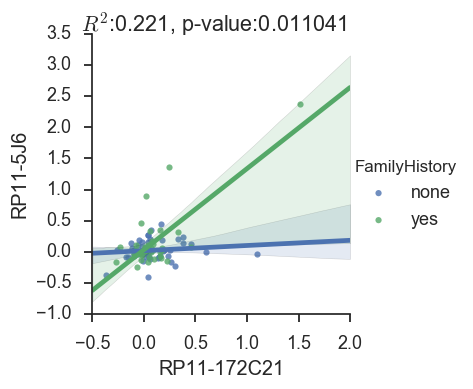 R²:0.221, p-value:0.011041
3.5
3.0
2.5
2.0
1.5
1.0
0.5
0.0
−0.5
−1.0
RP11-5J6
−0.5 0.0 0.5 1.0 1.5 2.0
RP11-172C21
FamilyHistory
none
yes